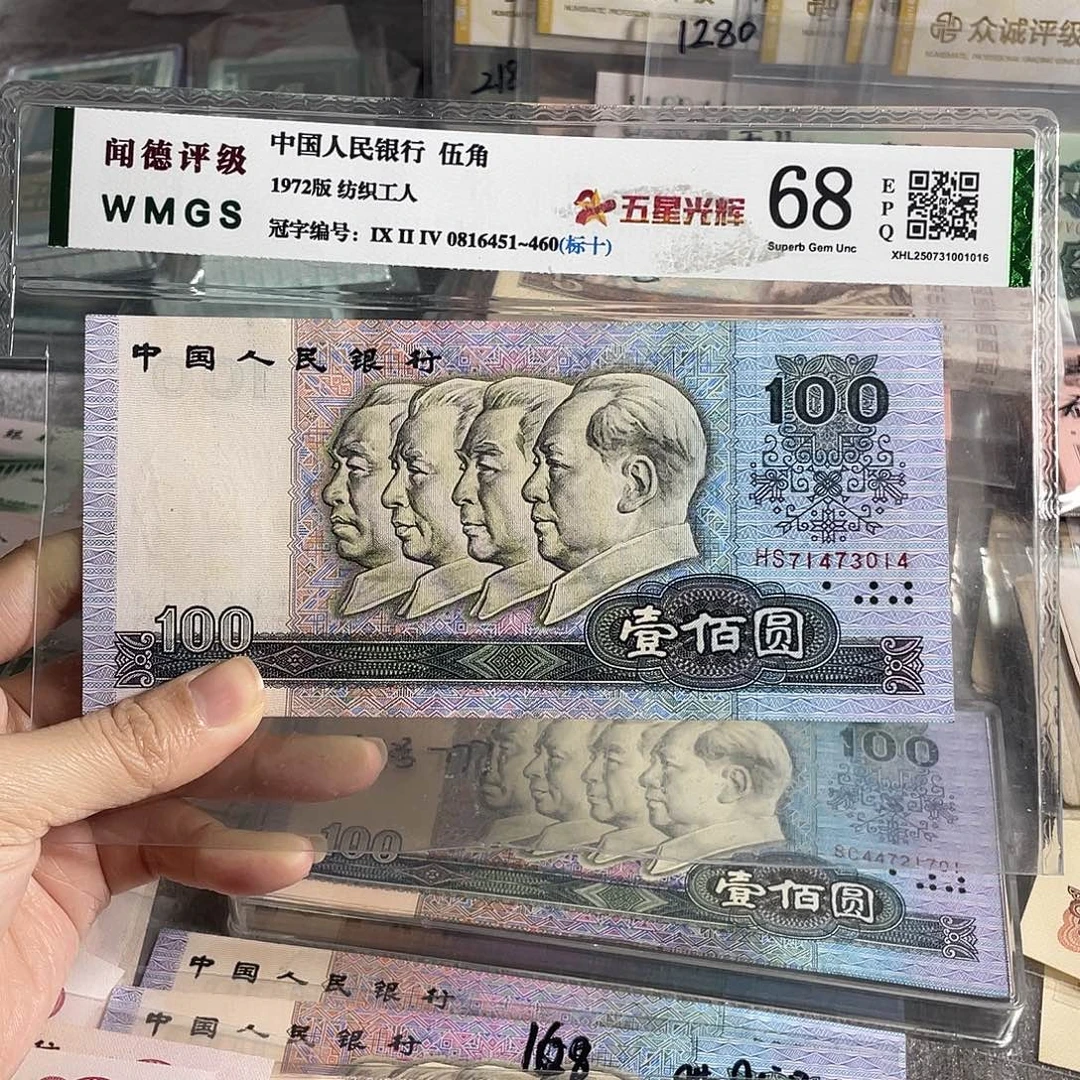 1280
众诚评级
218
闻德评级
WMGS
中国人民银行 伍角
1972版 纺织工人
冠字编号：IX II IV 0816451~460(标十)
五星光辉
68
Superb Gem Unc
EPQ
XHL250731001016
中国人民银行
100
HS71473014
100
壹佰圆
100
100
壹佰圆
中国人民银行
中国人民银行
168